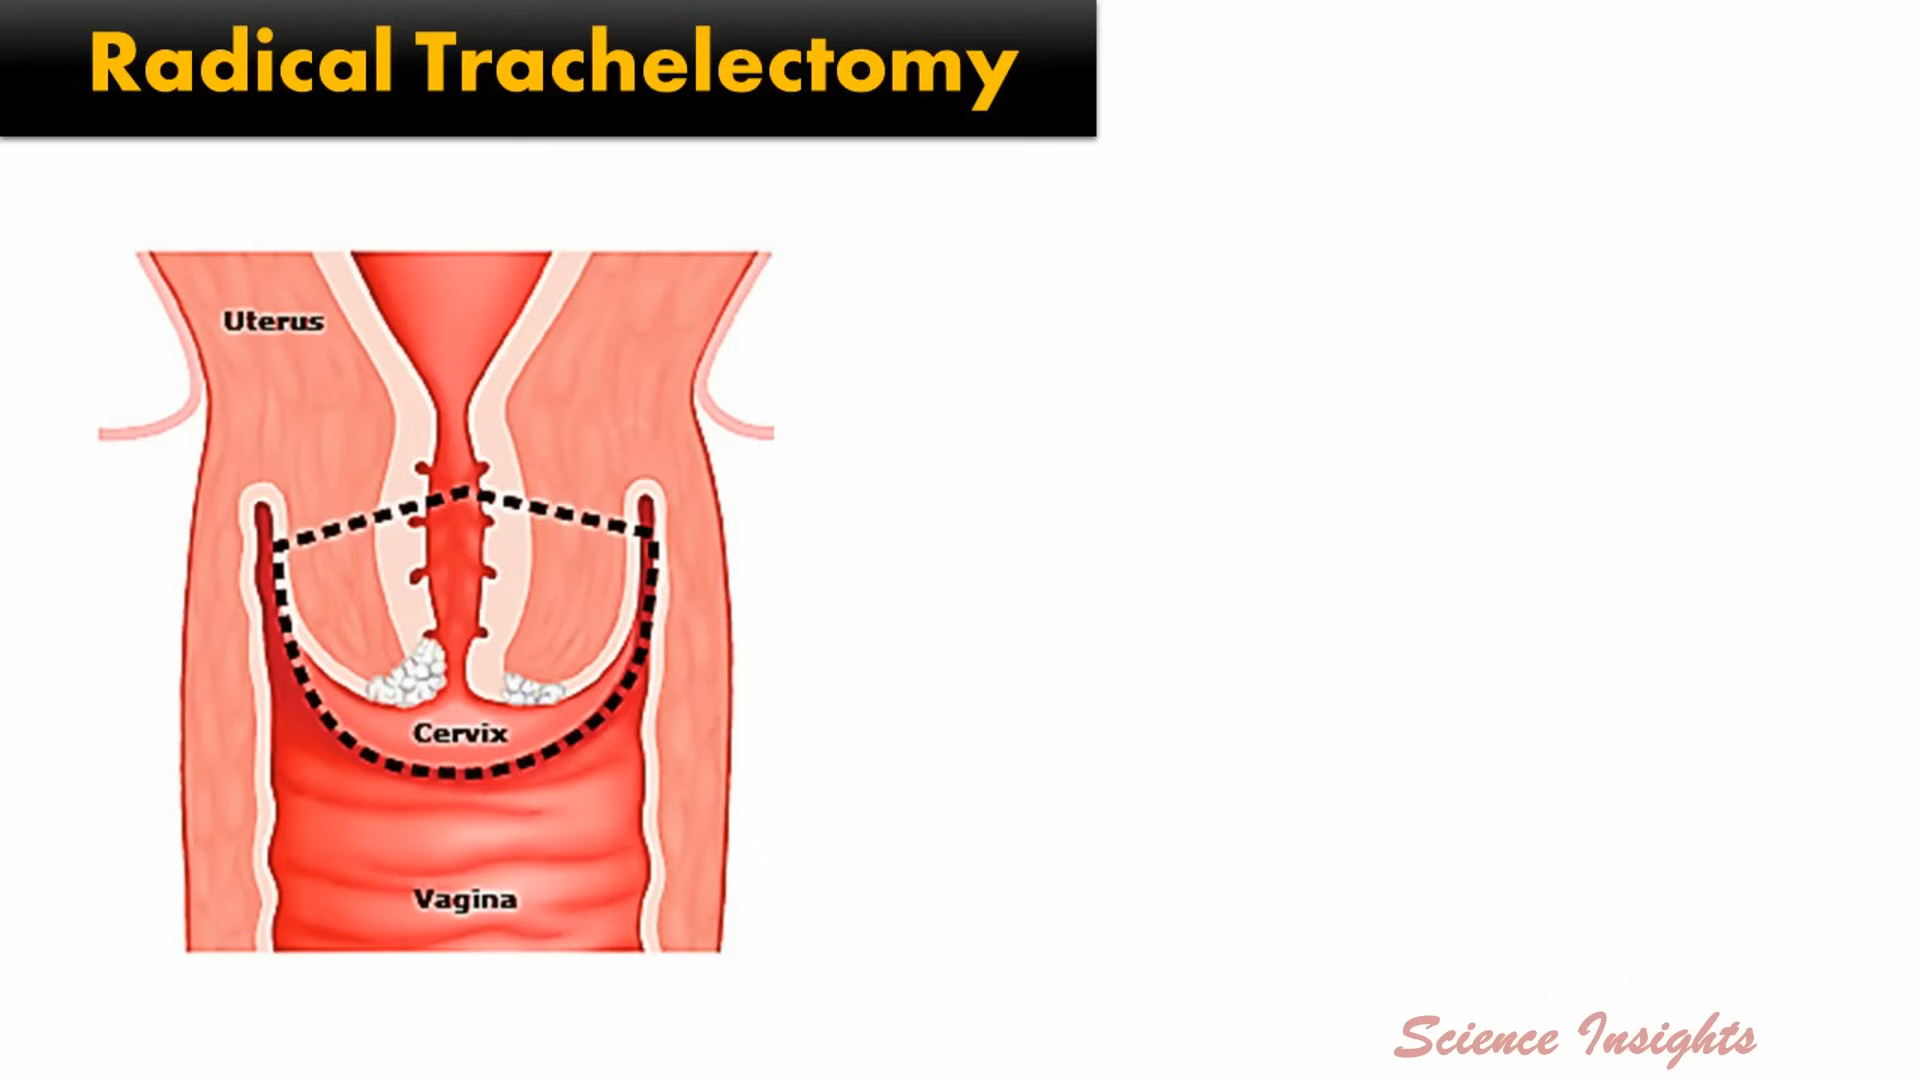 Radical Trachelectomy
Uterus
Cervix
Vagina
Science Insights